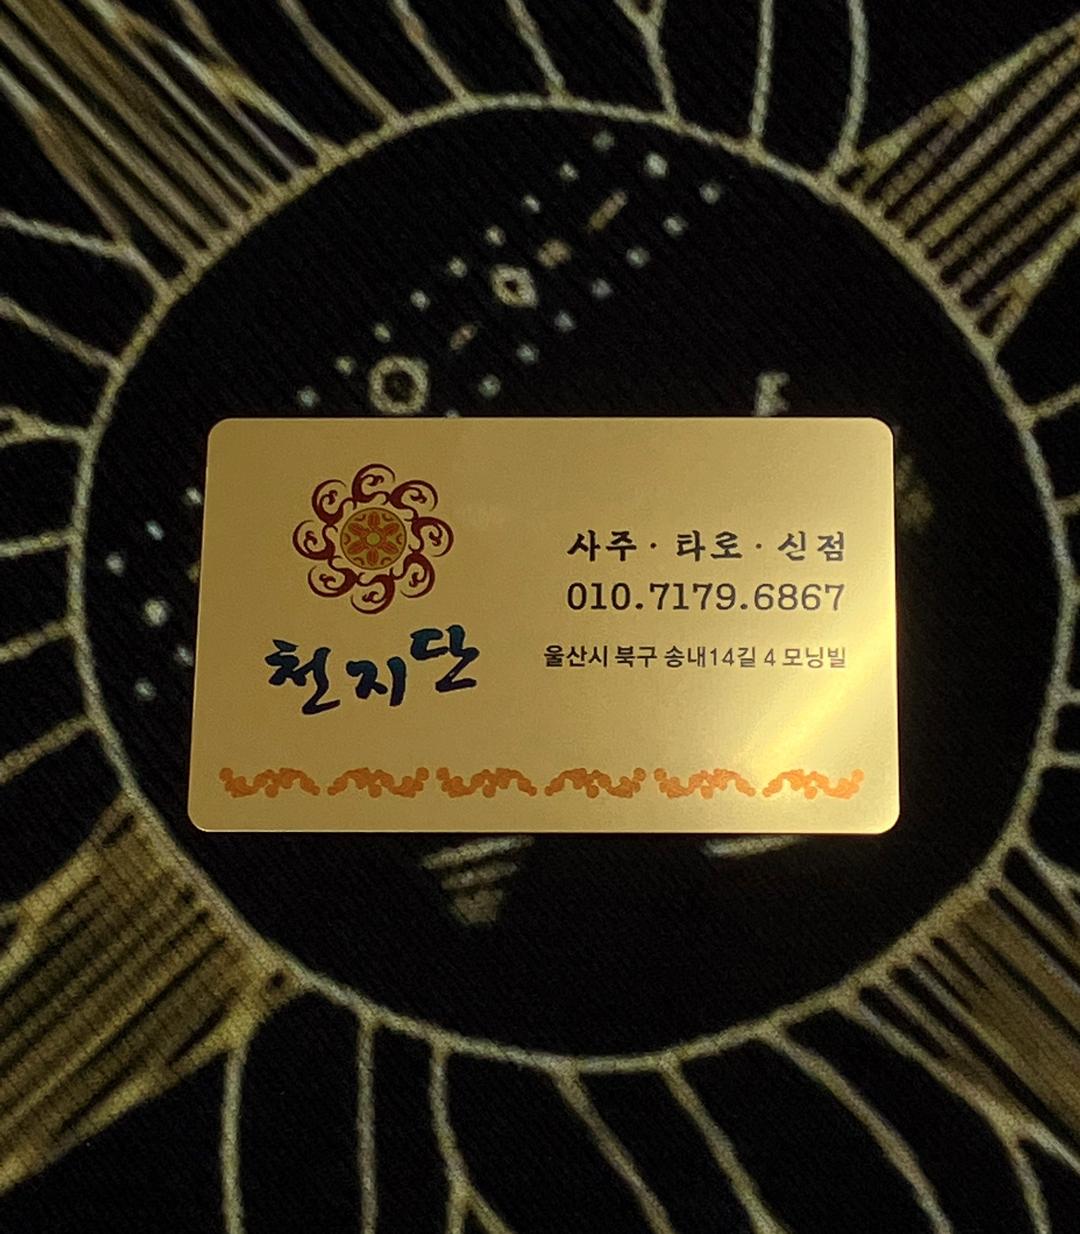 천지단
사주 · 타로 · 신점
010.7179.6867
울산시 북구 송내14길 4 모닝빌